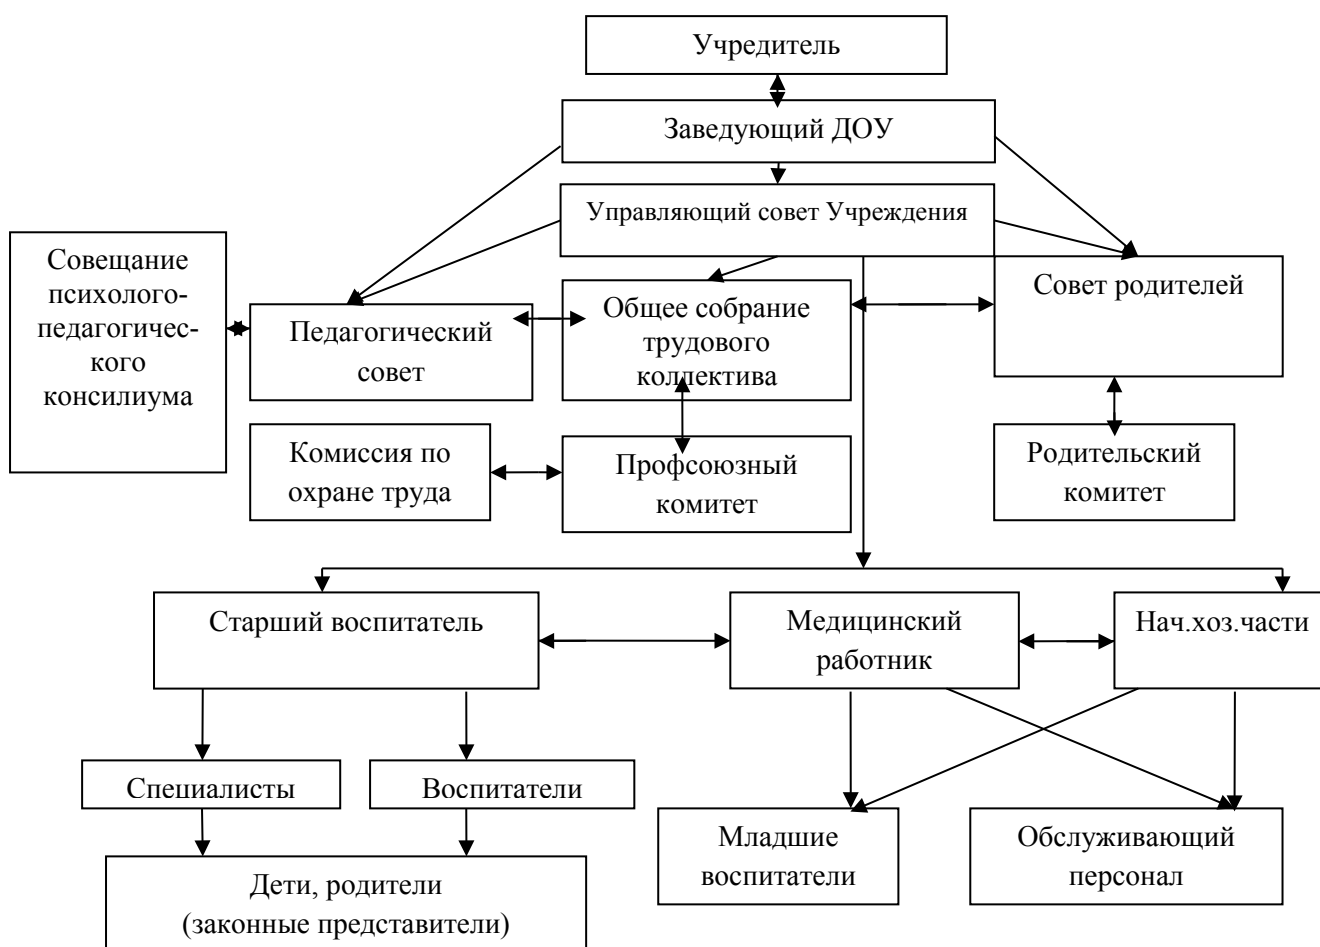 Учредитель
Заведующий ДОУ
Управляющий совет Учреждения
Совещание
психолого-
педагогичес-
кого
консилиума
Педагогический
совет
Общее собрание
трудового
коллектива
Совет родителей
Комиссия по
охране труда
Профсоюзный
комитет
Родительский
комитет
Старший воспитатель
Медицинский
работник
Нач.хоз.части
Специалисты
Воспитатели
Младшие
воспитатели
Обслуживающий
персонал
Дети, родители
(законные представители)